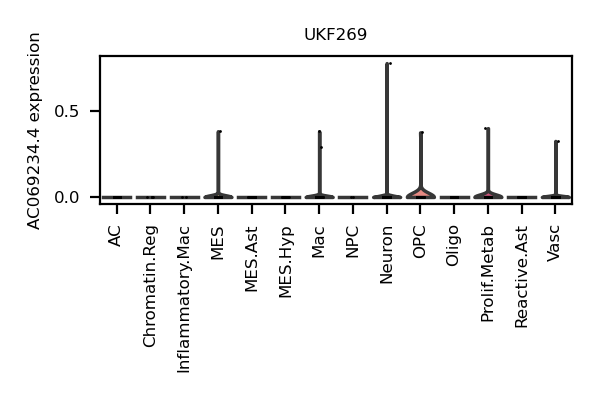 UKF269
AC069234.4 expression
0.5
0.0
AC
Chromatin.Reg
Inflammatory.Mac
MES
MES.Ast
MES.Hyp
Mac
NPC
Neuron
OPC
Oligo
Prolif.Metab
Reactive.Ast
Vasc